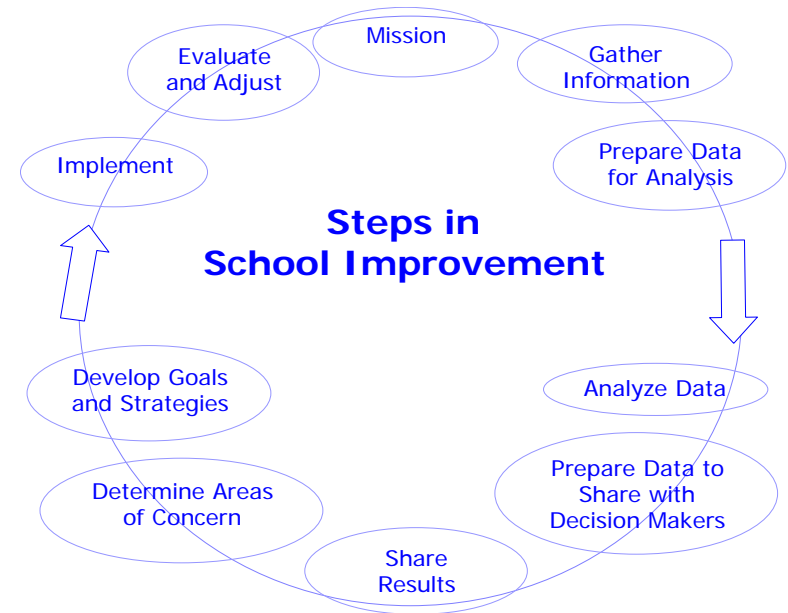 Mission
Gather
Information
Prepare Data
for Analysis
Analyze Data
Prepare Data to
Share with
Decision Makers
Share
Results
Determine Areas
of Concern
Develop Goals
and Strategies
Implement
Evaluate
and Adjust
Steps in
School Improvement